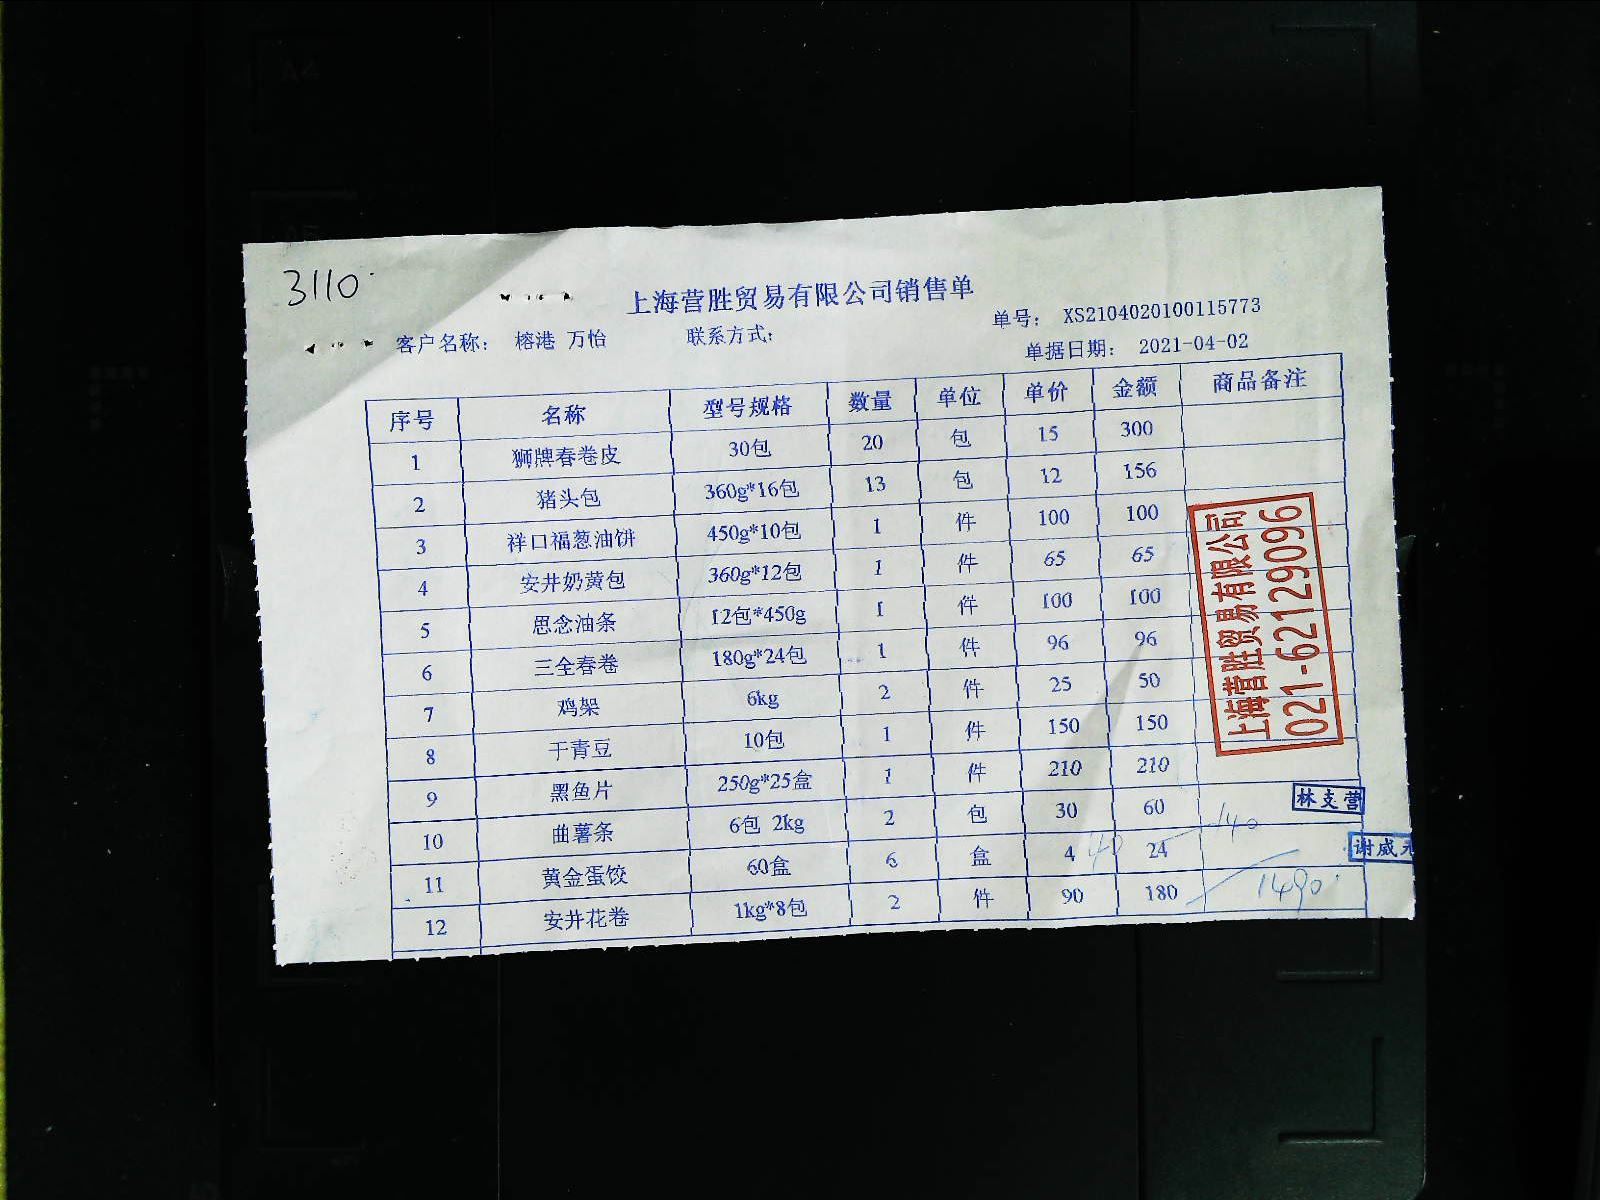 3110
上海营胜贸易有限公司销售单
客户名称： 榕港 万怡 联系方式： 单号： XS2104020100115773
单据日期： 2021-04-02
序号 名称 型号规格 数量 单位 单价 金额 商品备注
1 狮牌春卷皮 30包 20 包 15 300
2 猪头包 360g*16包 13 包 12 156
3 祥口福葱油饼 450g*10包 1 件 100 100
4 安井奶黄包 360g*12包 1 件 65 65
5 思念油条 12包*450g 1 件 100 100
6 三全春卷 180g*24包 1 件 96 96
7 鸡架 6kg 2 件 25 50
8 干青豆 10包 1 件 150 150
9 黑鱼片 250g*25盒 1 件 210 210
10 曲薯条 6包 2kg 2 包 30 60
11 黄金蛋饺 60盒 6 盒 4 40 24 140
12 安井花卷 1kg*8包 2 件 90 180 1490
上海营胜贸易有限公司
021-62129096
林支营
谢威